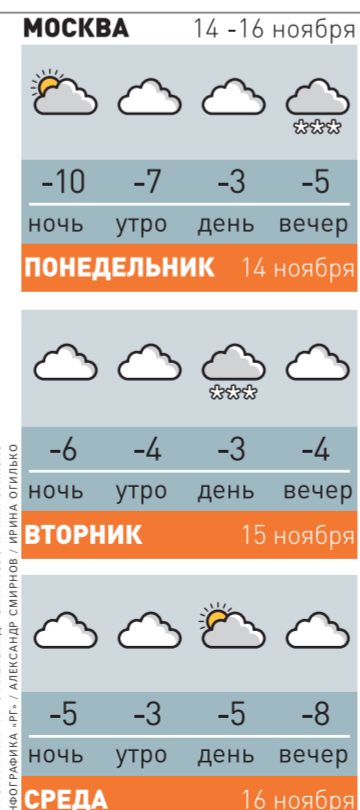 МОСКВА 14 -16 ноября
-10 -7 -3 -5
ночь утро день вечер
ПОНЕДЕЛЬНИК 14 ноября
-6 -4 -3 -4
ночь утро день вечер
ВТОРНИК 15 ноября
-5 -3 -5 -8
ночь утро день вечер
СРЕДА 16 ноября
«РГ» / АЛЕКСАНДР СМИРНОВ / ИРИНА ОГИЛЬКО